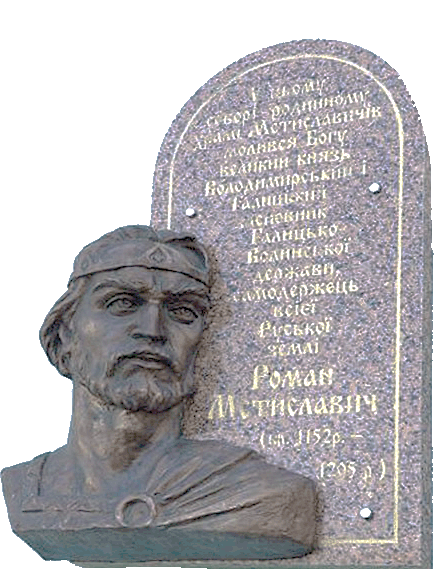 У цьому
соборі родинному
храмі Мстиславичів
молився Богу
великий князь
Володимирський і
Галицький
засновник
Галицько-
Волинської
держави,
самодержець
всієї
Руської
землі
Роман
Мстиславич
(бл. 1152р. –
1205 р.)